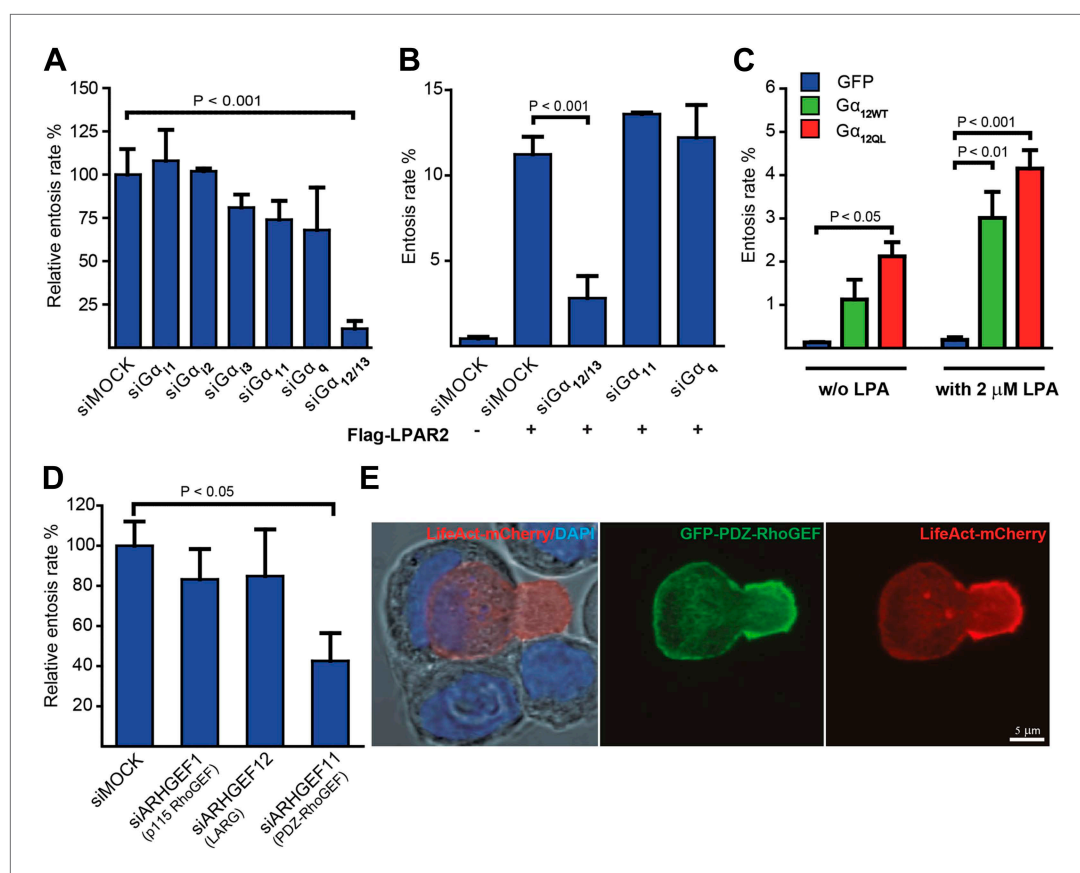 A
Relative entosis rate %
150
125
100
75
50
25
P < 0.001
siMOCK
siGαi1
siGαi2
siGαi3
siGα11
siGαq
siGα12/13
B
Entosis rate %
15
10
5
P < 0.001
siMOCK
siMOCK
siGα12/13
siGα11
siGαq
Flag-LPAR2 - + + + +
C
GFP
Gα12WT
Gα12QL
Entosis rate %
6
5
4
3
2
1
P < 0.05
P < 0.001
P < 0.01
w/o LPA
with 2 μM LPA
D
Relative entosis rate %
120
100
80
60
40
20
P < 0.05
siMOCK
siARHGEF1
(p115 RhoGEF)
siARHGEF12
(LARG)
siARHGEF11
(PDZ-RhoGEF)
E
LifeAct-mCherry/DAPI
GFP-PDZ-RhoGEF
LifeAct-mCherry
5 μm